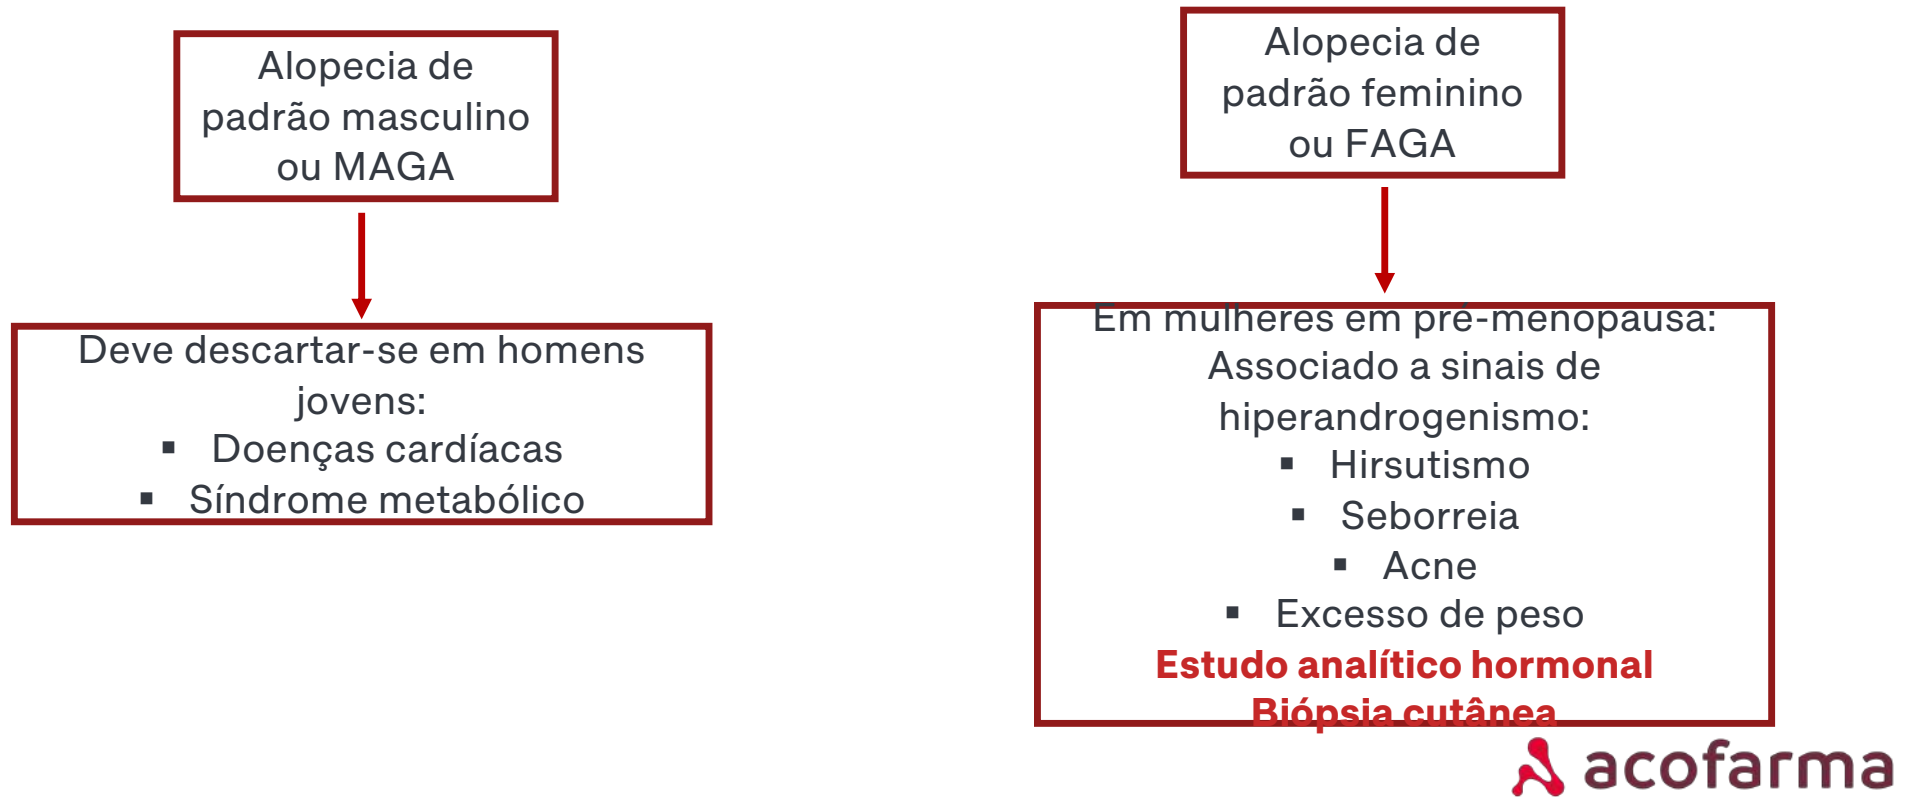 Alopecia de
padrão masculino
ou MAGA
Deve descartar-se em homens
jovens:
▪ Doenças cardíacas
▪ Síndrome metabólico
Alopecia de
padrão feminino
ou FAGA
Em mulheres em pré-menopausa:
Associado a sinais de
hiperandrogenismo:
▪ Hirsutismo
▪ Seborreia
▪ Acne
▪ Excesso de peso
Estudo analítico hormonal
Biópsia cutânea
acofarma